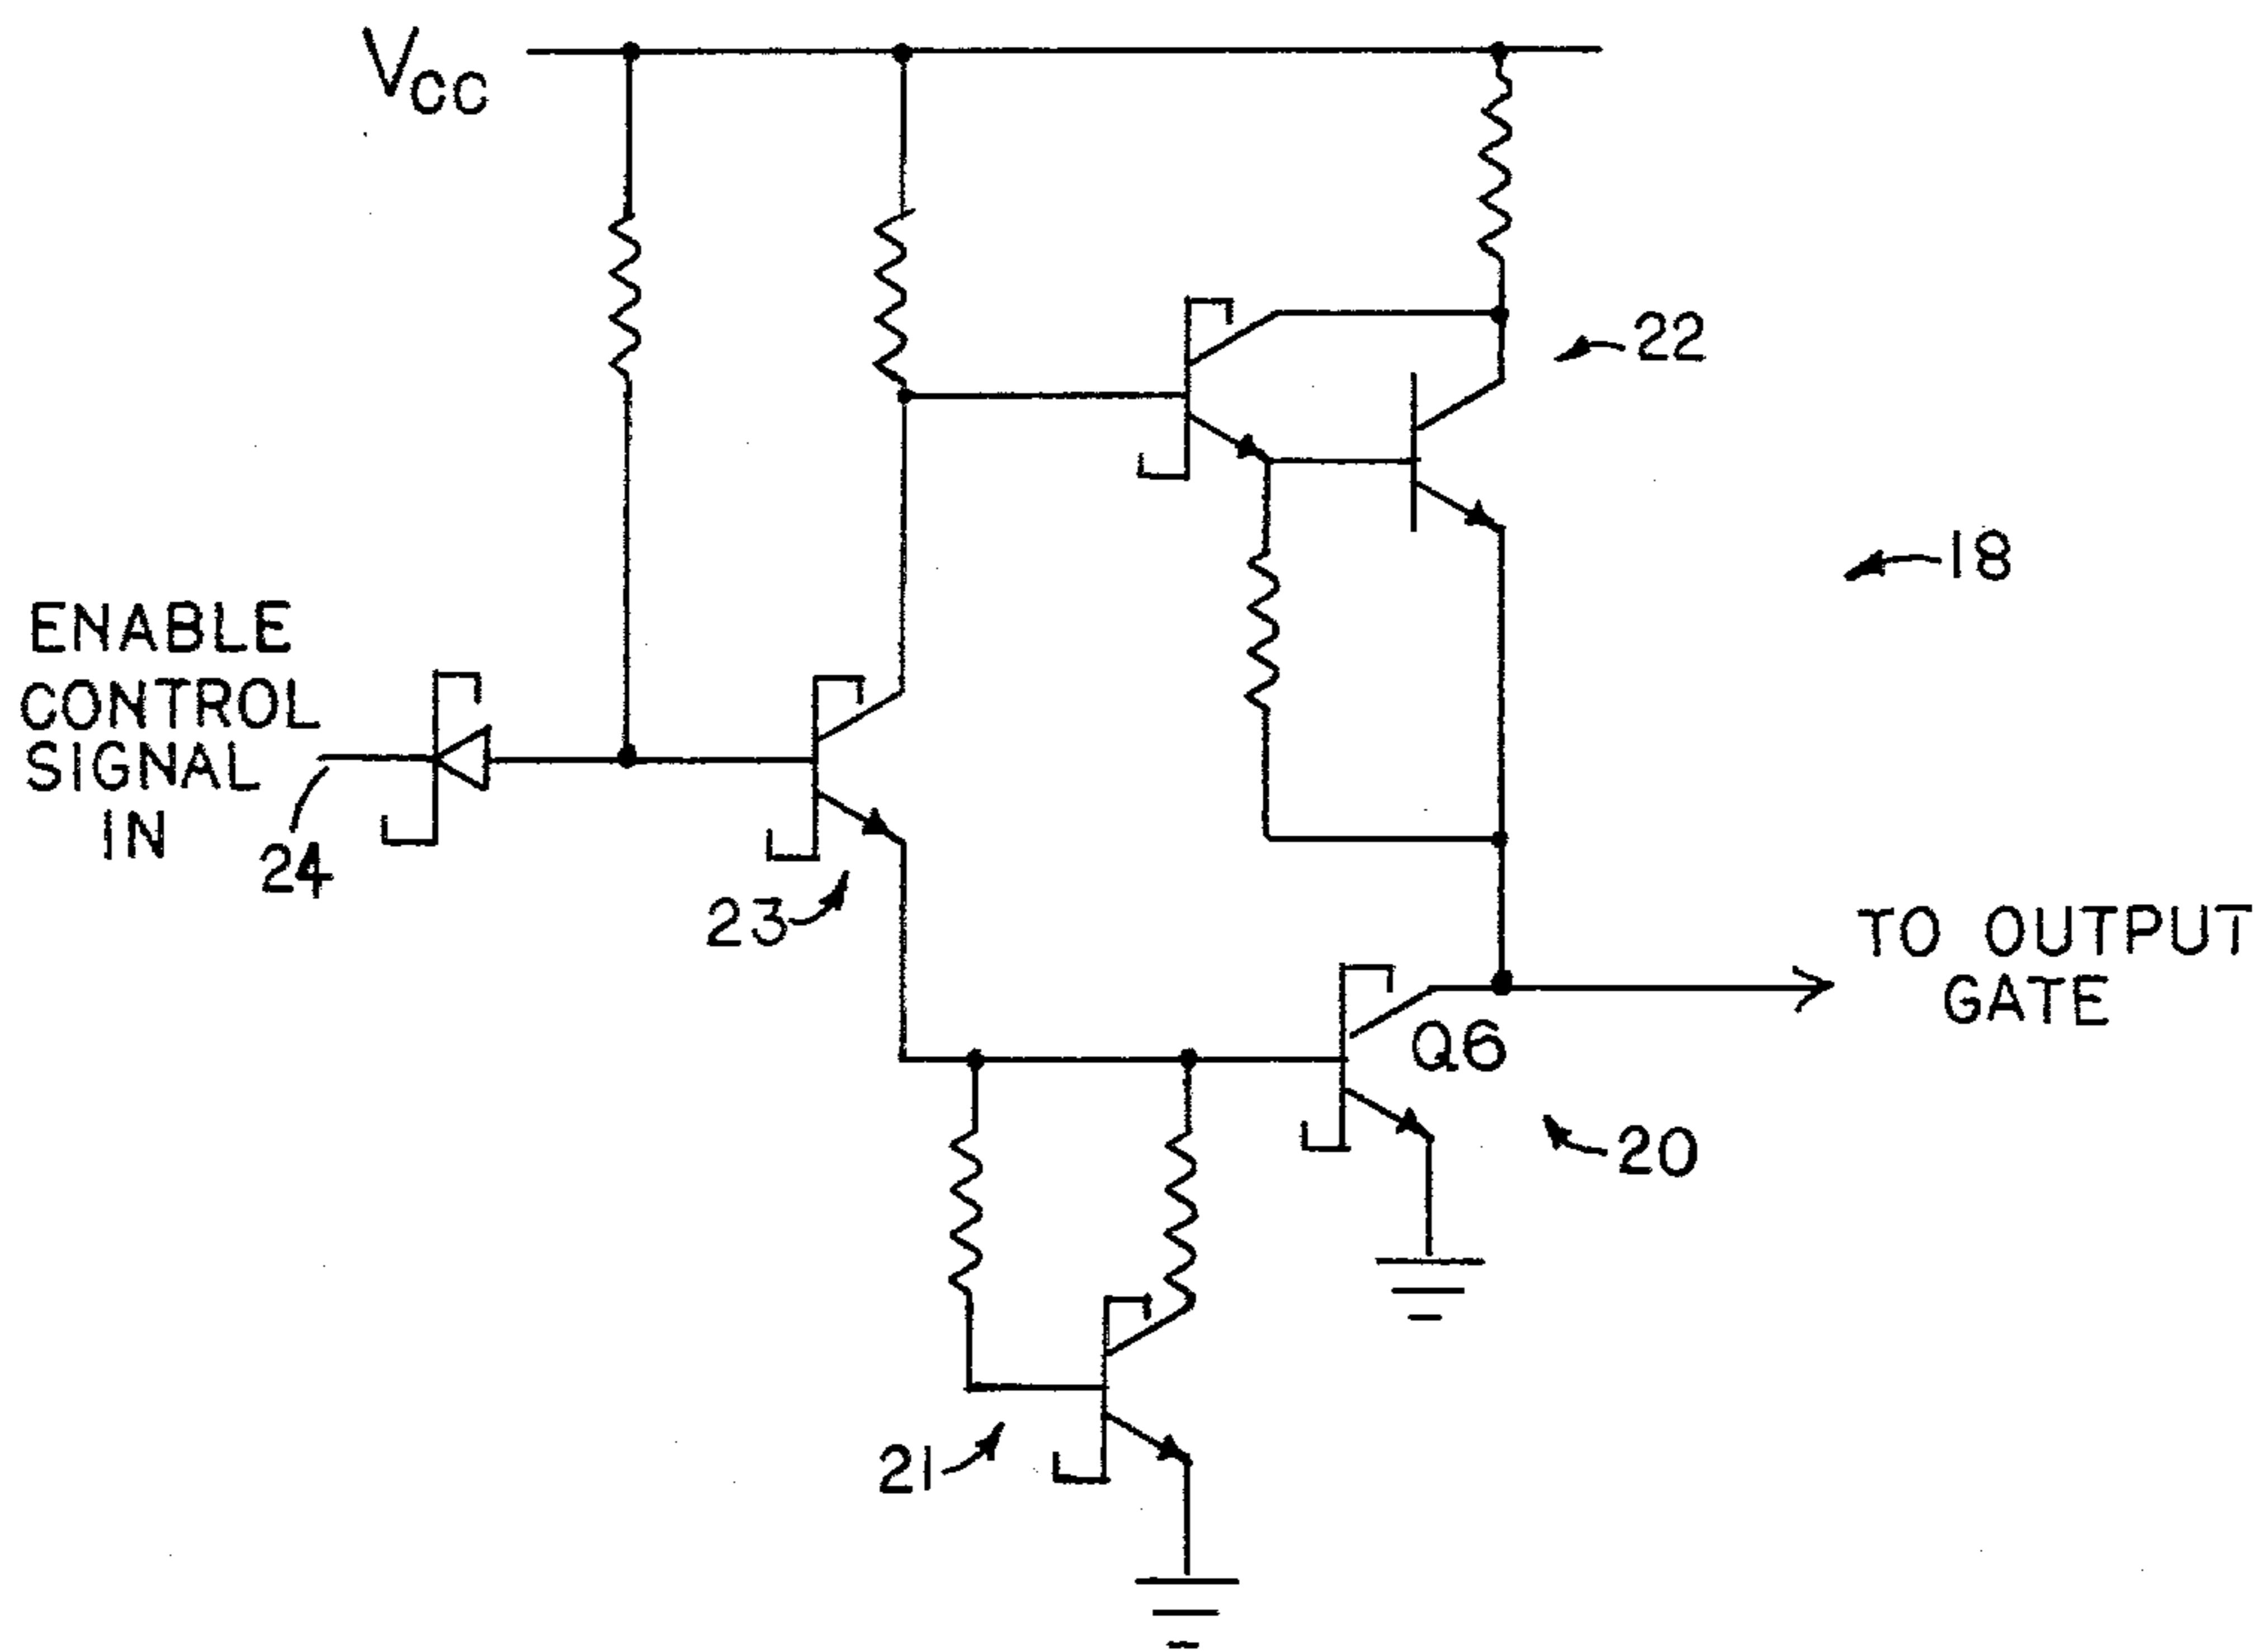 VCC
22
18
ENABLE
CONTROL
SIGNAL
IN
24
23
TO OUTPUT
GATE
Q6
20
21